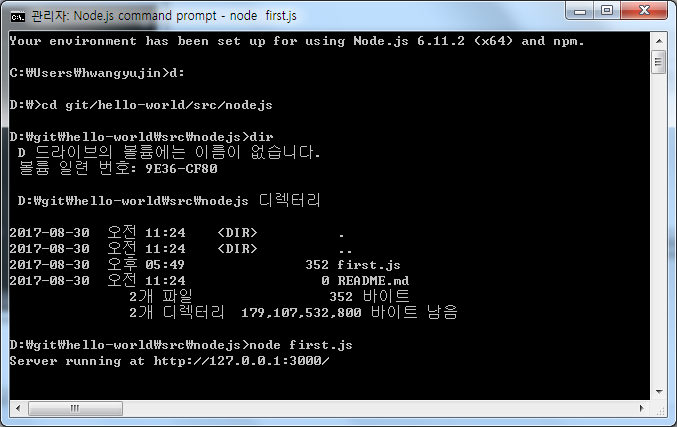 관리자: Node.js command prompt - node  first.js
Your environment has been set up for using Node.js 6.11.2 (x64) and npm.
C:₩Users₩hwangyujin>d:
D:₩>cd git/hello-world/src/nodejs
D:₩git₩hello-world₩src₩nodejs>dir
 D 드라이브의 볼륨에는 이름이 없습니다.
 볼륨 일련 번호: 9E36-CF80
 D:₩git₩hello-world₩src₩nodejs 디렉터리
2017-08-30  오전 11:24    <DIR>          .
2017-08-30  오전 11:24    <DIR>          ..
2017-08-30  오후 05:49               352 first.js
2017-08-30  오전 11:24                 0 README.md
               2개 파일                 352 바이트
               2개 디렉터리  179,107,532,800 바이트 남음
D:₩git₩hello-world₩src₩nodejs>node first.js
Server running at http://127.0.0.1:3000/